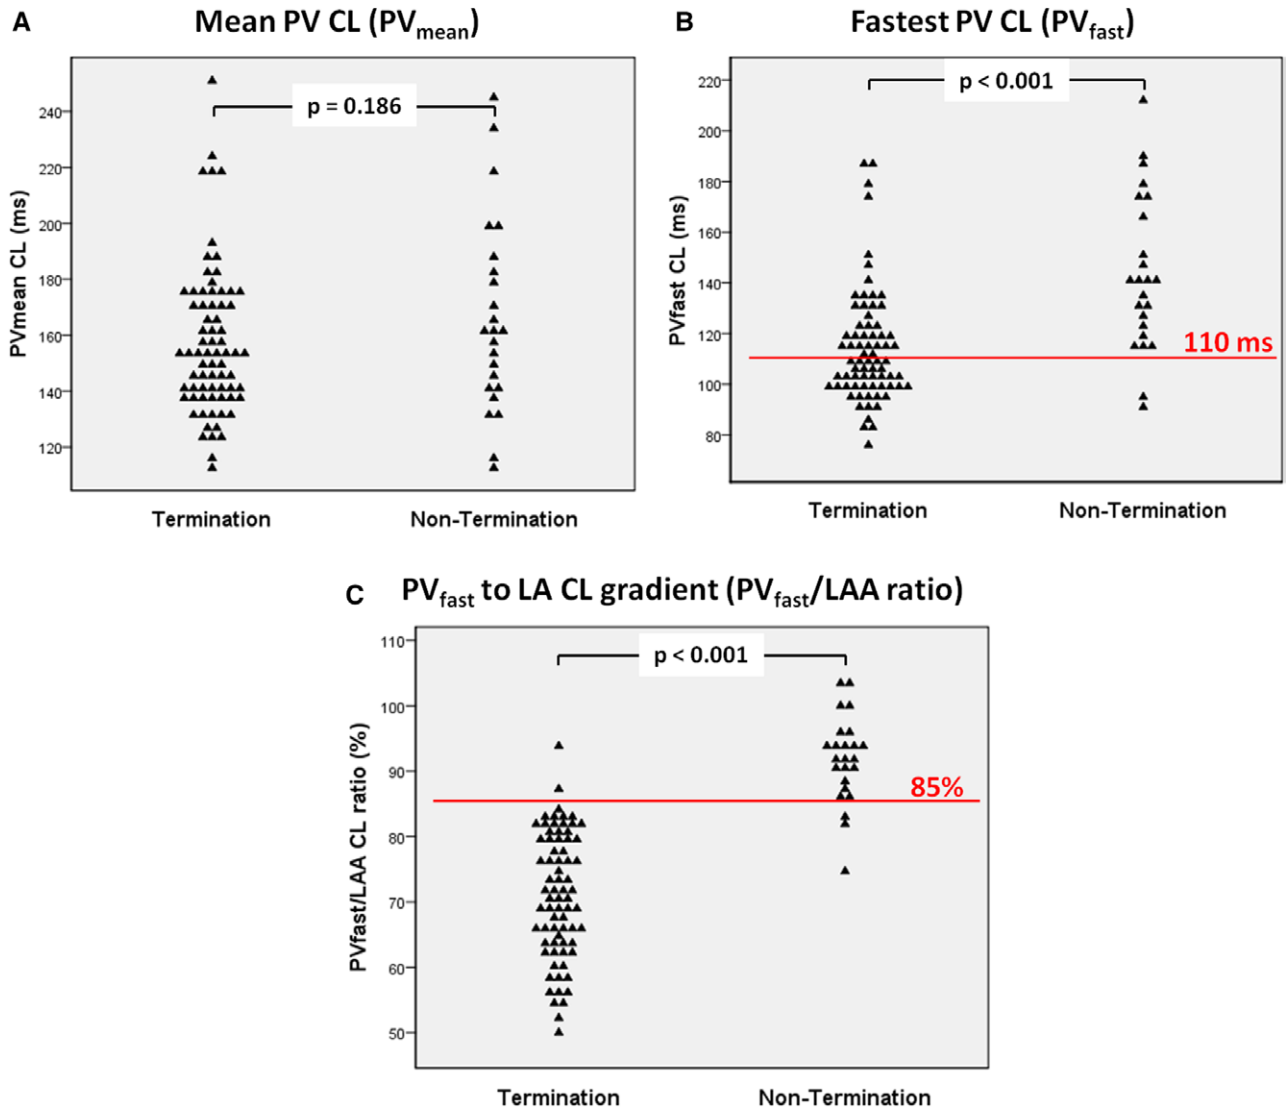 A
Mean PV CL (PVmean)
p = 0.186
240
220
200
180
160
140
120
PVmean CL (ms)
Termination
Non-Termination
B
Fastest PV CL (PVfast)
p < 0.001
220
200
180
160
140
120
100
80
PVfast CL (ms)
110 ms
Termination
Non-Termination
C
PVfast to LA CL gradient (PVfast/LAA ratio)
p < 0.001
110
100
90
80
70
60
50
PVfast/LAA CL ratio (%)
85%
Termination
Non-Termination